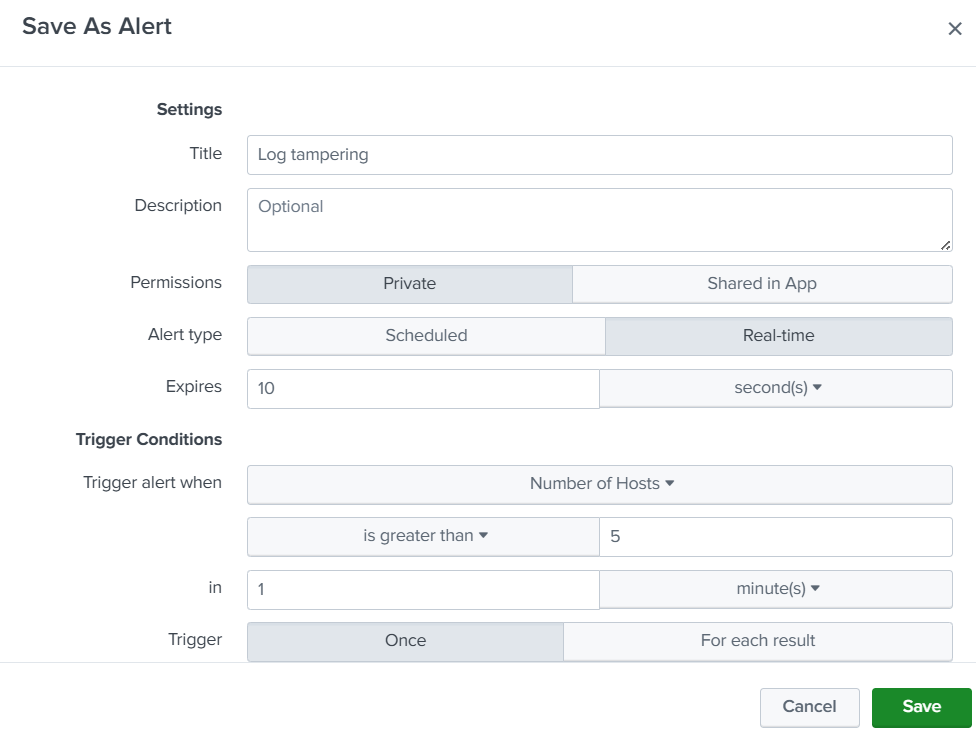 Save As Alert
Settings
Title Log tampering
Description Optional
Permissions Private Shared in App
Alert type Scheduled Real-time
Expires 10 second(s)
Trigger Conditions
Trigger alert when Number of Hosts
is greater than 5
in 1 minute(s)
Trigger Once For each result
Cancel Save